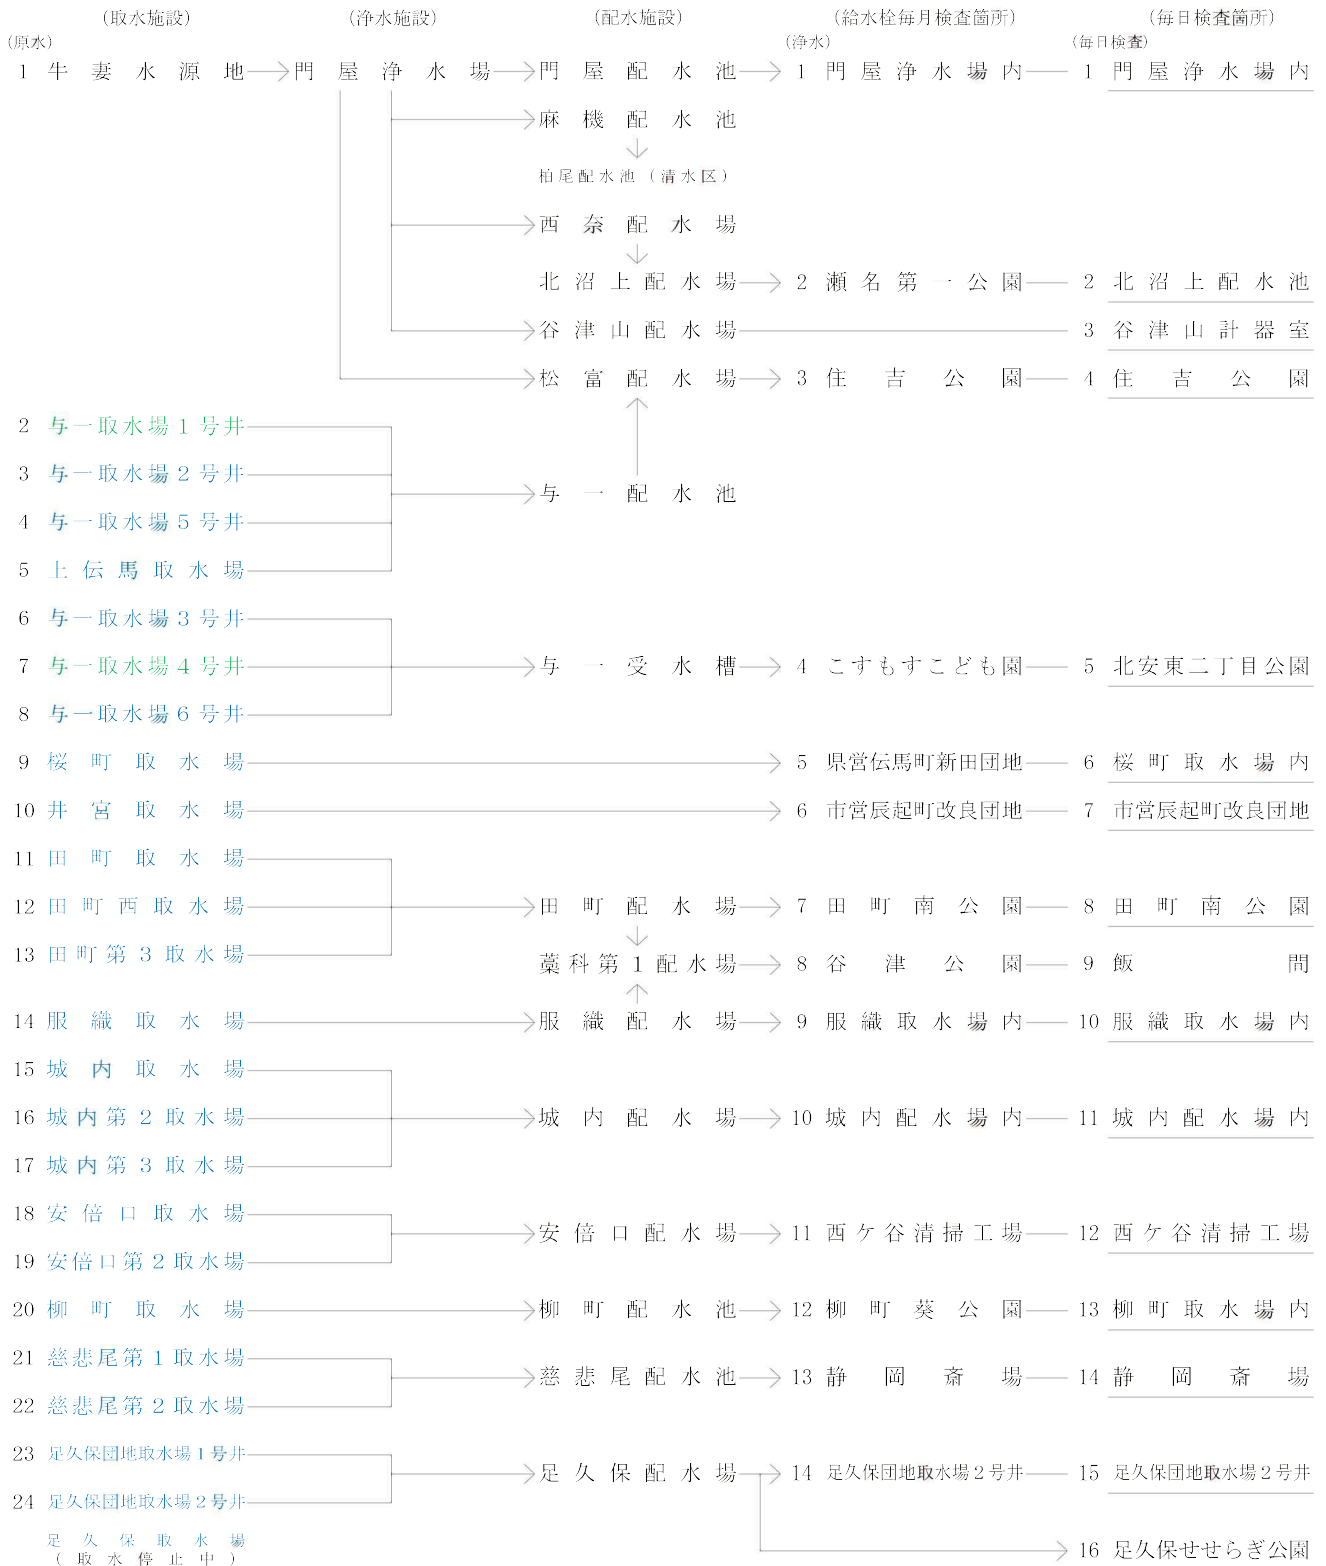 （取水施設） （浄水施設） （配水施設） （給水栓毎月検査箇所） （毎日検査箇所）
（原水） （浄水） （毎日検査）
1 牛妻水源地 門屋浄水場 門屋配水池 1 門屋浄水場内 1 門屋浄水場内
麻機配水池
柏尾配水池（清水区）
西奈配水場
北沼上配水場 2 瀬名第一公園 2 北沼上配水池
谷津山配水場 3 谷津山計器室
松富配水場 3 住吉公園 4 住吉公園
2 与一取水場1号井
3 与一取水場2号井
与一配水池
4 与一取水場5号井
5 上伝馬取水場
6 与一取水場3号井
7 与一取水場4号井 与一受水槽 4 こすもすこども園 5 北安東二丁目公園
8 与一取水場6号井
9 桜町取水場 5 県営伝馬町新田団地 6 桜町取水場内
10 井宮取水場 6 市営辰起町改良団地 7 市営辰起町改良団地
11 田町取水場
12 田町西取水場 田町配水場 7 田町南公園 8 田町南公園
13 田町第3取水場 藁科第1配水場 8 谷津公園 9 飯間
14 服織取水場 服織配水場 9 服織取水場内 10 服織取水場内
15 城内取水場
16 城内第2取水場 城内配水場 10 城内配水場内 11 城内配水場内
17 城内第3取水場
18 安倍口取水場
安倍口配水場 11 西ケ谷清掃工場 12 西ケ谷清掃工場
19 安倍口第2取水場
20 柳町取水場 柳町配水池 12 柳町葵公園 13 柳町取水場内
21 慈悲尾第1取水場
慈悲尾配水池 13 静岡斎場 14 静岡斎場
22 慈悲尾第2取水場
23 足久保団地取水場1号井
足久保配水場 14 足久保団地取水場2号井 15 足久保団地取水場2号井
24 足久保団地取水場2号井
足久保取水場
（取水停止中） 16 足久保せせらぎ公園